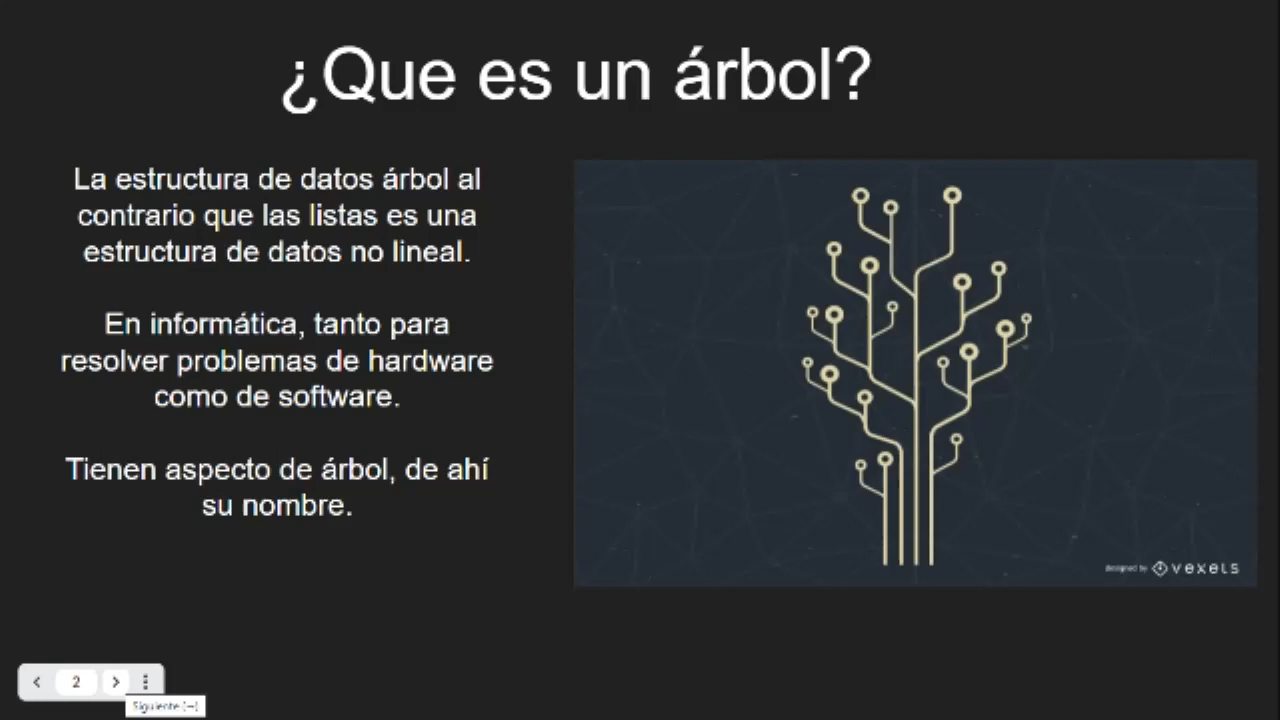 ¿Que es un árbol?
La estructura de datos árbol al
contrario que las listas es una
estructura de datos no lineal.
En informática, tanto para
resolver problemas de hardware
como de software.
Tienen aspecto de árbol, de ahí
su nombre.
designed by vexels
2
Siguiente (→)